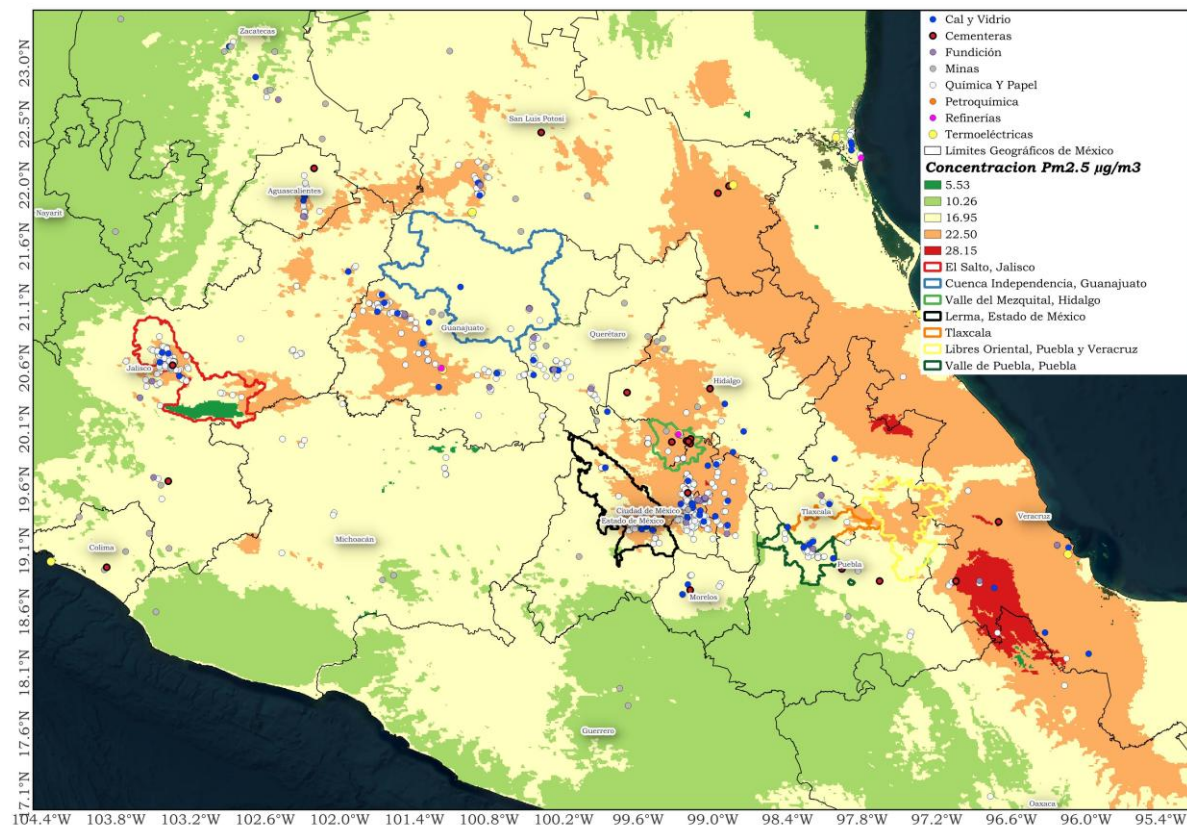 Cal y Vidrio
Cementeras
Fundición
Minas
Química Y Papel
Petroquímica
Refinerías
Termoeléctricas
Límites Geográficos de México
Concentracion Pm2.5 µg/m3
5.53
10.26
16.95
22.50
28.15
El Salto, Jalisco
Cuenca Independencia, Guanajuato
Valle del Mezquital, Hidalgo
Lerma, Estado de México
Tlaxcala
Libres Oriental, Puebla y Veracruz
Valle de Puebla, Puebla
Zacatecas
San Luis Potosí
Aguascalientes
Nayarit
Guanajuato
Querétaro
Jalisco
Hidalgo
Ciudad de México
Estado de México
Tlaxcala
Veracruz
Colima
Michoacán
Puebla
Morelos
Guerrero
Oaxaca
23.0°N
22.5°N
22.0°N
21.6°N
21.1°N
20.6°N
20.1°N
19.6°N
19.1°N
18.6°N
18.1°N
17.6°N
17.1°N
104.4°W 103.8°W 103.2°W 102.6°W 102.0°W 101.4°W 100.8°W 100.2°W 99.6°W 99.0°W 98.4°W 97.8°W 97.2°W 96.6°W 96.0°W 95.4°W